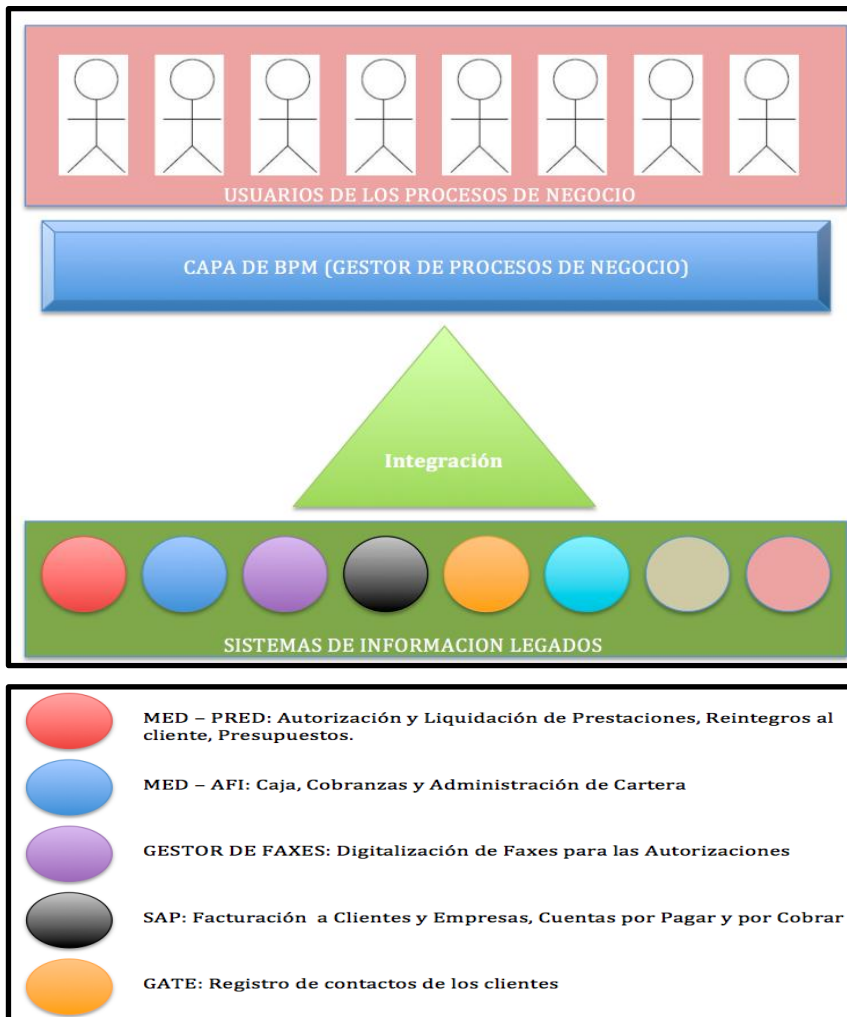 USUARIOS DE LOS PROCESOS DE NEGOCIO
CAPA DE BPM (GESTOR DE PROCESOS DE NEGOCIO)
Integración
SISTEMAS DE INFORMACION LEGADOS
MED – PRED: Autorización y Liquidación de Prestaciones, Reintegros al
cliente, Presupuestos.
MED – AFI: Caja, Cobranzas y Administración de Cartera
GESTOR DE FAXES: Digitalización de Faxes para las Autorizaciones
SAP: Facturación a Clientes y Empresas, Cuentas por Pagar y por Cobrar
GATE: Registro de contactos de los clientes